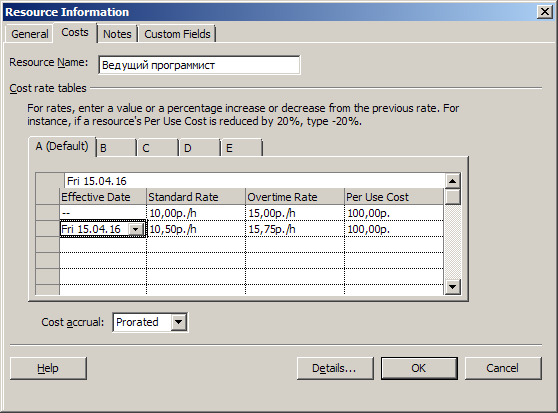 Resource Information
General Costs Notes Custom Fields
Resource Name: Ведущий программист
Cost rate tables
For rates, enter a value or a percentage increase or decrease from the previous rate. For
instance, if a resource's Per Use Cost is reduced by 20%, type -20%.
A (Default) B C D E
Fri 15.04.16
Effective Date Standard Rate Overtime Rate Per Use Cost
-- 10,00р./h 15,00р./h 100,00р.
Fri 15.04.16 10,50р./h 15,75р./h 100,00р.
Cost accrual: Prorated
Help Details... OK Cancel